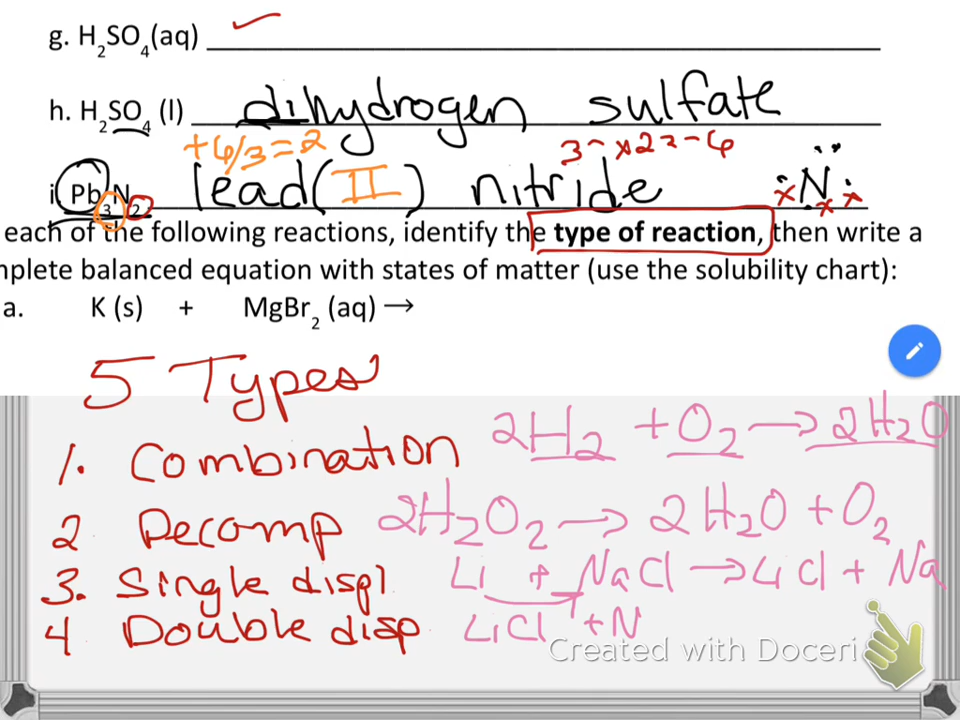 g. H₂SO₄(aq)
h. H₂SO₄ (l) dihydrogen sulfate
+6/3=2 3- x2=-6
i. Pb₃N₂ lead(II) nitride N
each of the following reactions, identify the type of reaction, then write a
mplete balanced equation with states of matter (use the solubility chart):
a. K (s) + MgBr₂ (aq) →
5 Types
1. Combination 2H₂ + O₂ → 2H₂O
2 Decomp 2H₂O₂ → 2H₂O + O₂
3. Single displ Li + NaCl → LiCl + Na
4 Double disp LiCl + N
Created with Doceri